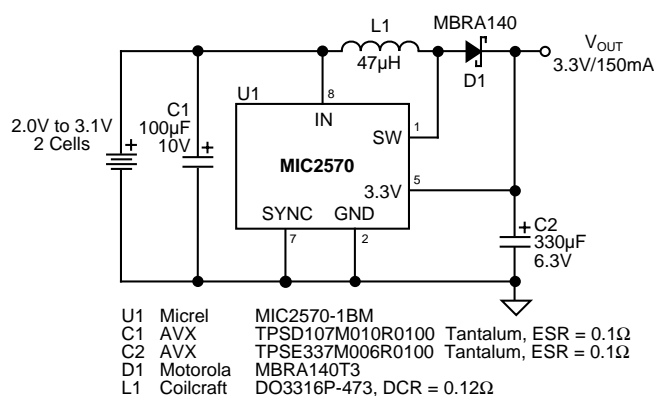 L1
47µH
MBRA140
D1
VOUT
3.3V/150mA
2.0V to 3.1V
2 Cells
+
C1
100µF
10V
+
U1
8
IN
SW
1
MIC2570
3.3V
5
SYNC
GND
7
2
+
C2
330µF
6.3V
U1 Micrel MIC2570-1BM
C1 AVX TPSD107M010R0100 Tantalum, ESR = 0.1Ω
C2 AVX TPSE337M006R0100 Tantalum, ESR = 0.1Ω
D1 Motorola MBRA140T3
L1 Coilcraft DO3316P-473, DCR = 0.12Ω